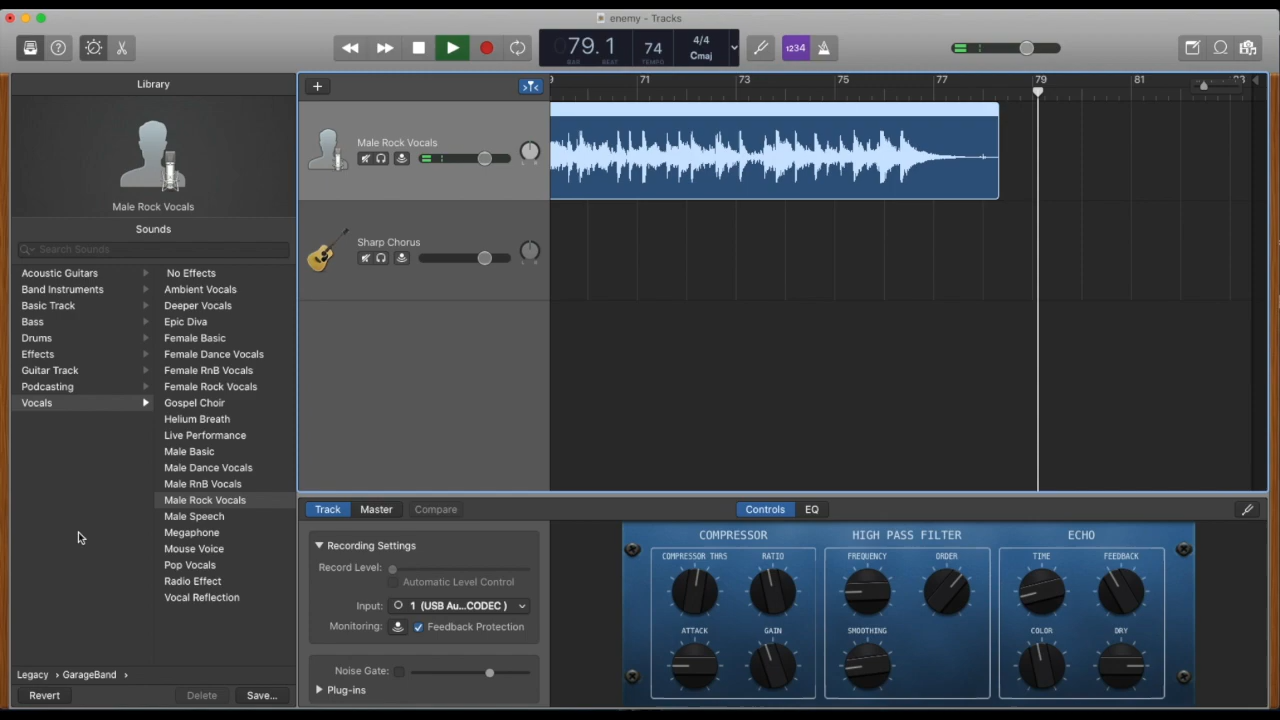 enemy - Tracks
79. 1
BAR BEAT
74
TEMPO
4/4
Cmaj
1234
Library
Male Rock Vocals
Sounds
Search Sounds
Acoustic Guitars
Band Instruments
Basic Track
Bass
Drums
Effects
Guitar Track
Podcasting
Vocals
No Effects
Ambient Vocals
Deeper Vocals
Epic Diva
Female Basic
Female Dance Vocals
Female RnB Vocals
Female Rock Vocals
Gospel Choir
Helium Breath
Live Performance
Male Basic
Male Dance Vocals
Male RnB Vocals
Male Rock Vocals
Male Speech
Megaphone
Mouse Voice
Pop Vocals
Radio Effect
Vocal Reflection
Legacy > GarageBand >
Revert
Delete
Save...
71 73 75 77 79 81
Male Rock Vocals
Sharp Chorus
Track Master Compare
Controls EQ
Recording Settings
Record Level:
Automatic Level Control
Input: 1 (USB Au...CODEC )
Monitoring: Feedback Protection
Noise Gate:
Plug-ins
COMPRESSOR
COMPRESSOR THRS RATIO
ATTACK GAIN
HIGH PASS FILTER
FREQUENCY ORDER
SMOOTHING
ECHO
TIME FEEDBACK
COLOR DRY